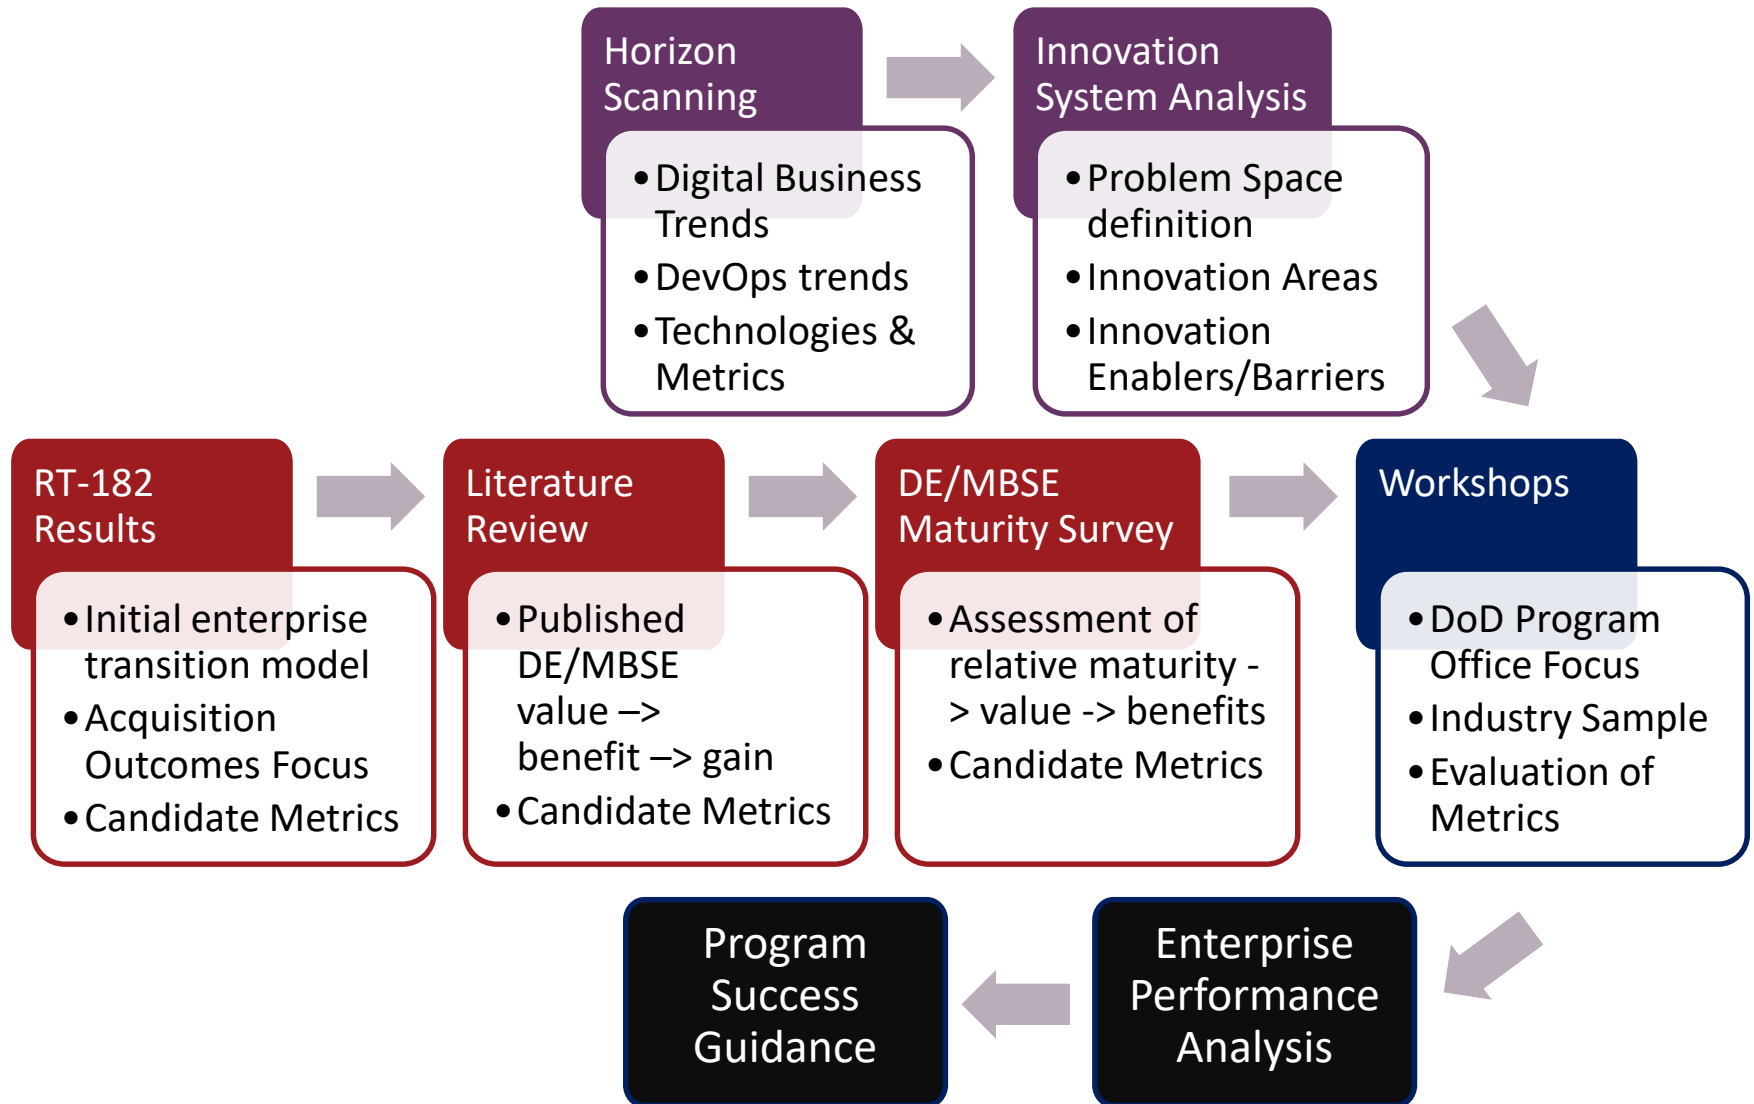 Horizon
Scanning
•Digital Business
Trends
•DevOps trends
•Technologies &
Metrics
Innovation
System Analysis
•Problem Space
definition
•Innovation Areas
•Innovation
Enablers/Barriers
RT-182
Results
•Initial enterprise
transition model
•Acquisition
Outcomes Focus
•Candidate Metrics
Literature
Review
•Published
DE/MBSE
value –>
benefit –> gain
•Candidate Metrics
DE/MBSE
Maturity Survey
•Assessment of
relative maturity -
> value -> benefits
•Candidate Metrics
Workshops
•DoD Program
Office Focus
•Industry Sample
•Evaluation of
Metrics
Enterprise
Performance
Analysis
Program
Success
Guidance